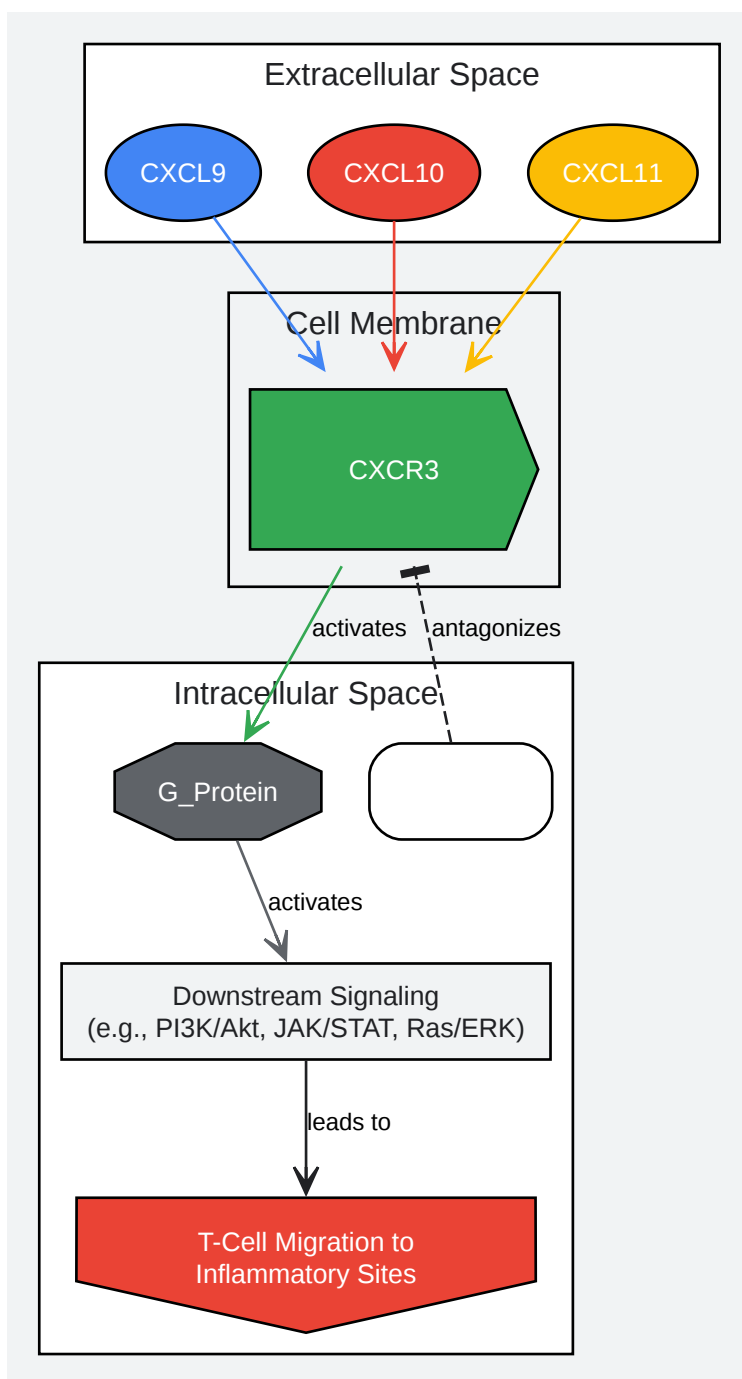 Extracellular Space
CXCL9
CXCL10
CXCL11
Cell Membrane
CXCR3
activates
antagonizes
Intracellular Space
G_Protein
activates
Downstream Signaling
(e.g., PI3K/Akt, JAK/STAT, Ras/ERK)
leads to
T-Cell Migration to
Inflammatory Sites